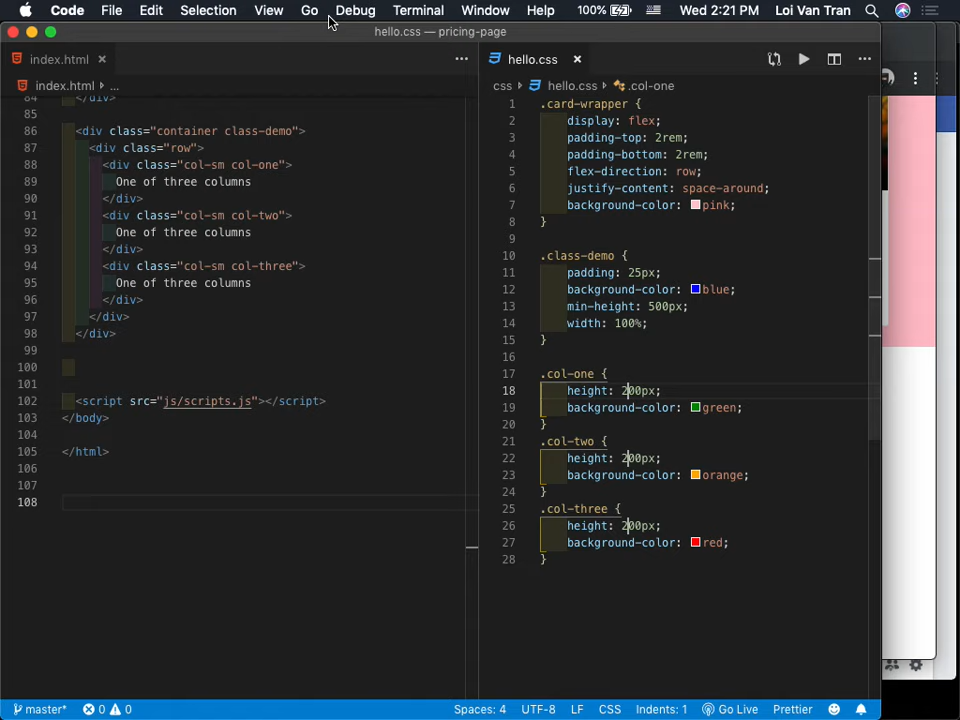 Code File Edit Selection View Go Debug Terminal Window Help 100% Wed 2:21 PM Loi Van Tran
hello.css — pricing-page
index.html
index.html › ...
84 </div>
85
86 <div class="container class-demo">
87 <div class="row">
88 <div class="col-sm col-one">
89 One of three columns
90 </div>
91 <div class="col-sm col-two">
92 One of three columns
93 </div>
94 <div class="col-sm col-three">
95 One of three columns
96 </div>
97 </div>
98 </div>
99
100
101
102 <script src="js/scripts.js"></script>
103 </body>
104
105 </html>
106
107
108
hello.css
css › hello.css › .col-one
1 .card-wrapper {
2 display: flex;
3 padding-top: 2rem;
4 padding-bottom: 2rem;
5 flex-direction: row;
6 justify-content: space-around;
7 background-color: pink;
8 }
9
10 .class-demo {
11 padding: 25px;
12 background-color: blue;
13 min-height: 500px;
14 width: 100%;
15 }
16
17 .col-one {
18 height: 200px;
19 background-color: green;
20 }
21 .col-two {
22 height: 200px;
23 background-color: orange;
24 }
25 .col-three {
26 height: 200px;
27 background-color: red;
28 }
master* 0 0 Spaces: 4 UTF-8 LF CSS Indents: 1 Go Live Prettier